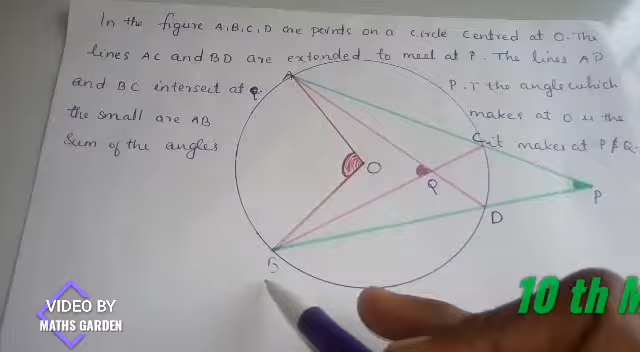 In the figure A,B,C,D are points on a circle centred at O. The
lines AC and BD are extended to meet at P. The lines AD
and BC intersect at Q. P.T the angle which
the small arc AB makes at O is the
Sum of the angles it makes at P & Q.
A
C
O
Q
P
D
B
VIDEO BY
MATHS GARDEN
10 th M